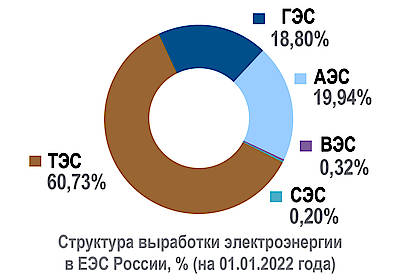 ГЭС
18,80%
АЭС
19,94%
ВЭС
0,32%
СЭС
0,20%
ТЭС
60,73%
Структура выработки электроэнергии
в ЕЭС России, % (на 01.01.2022 года)